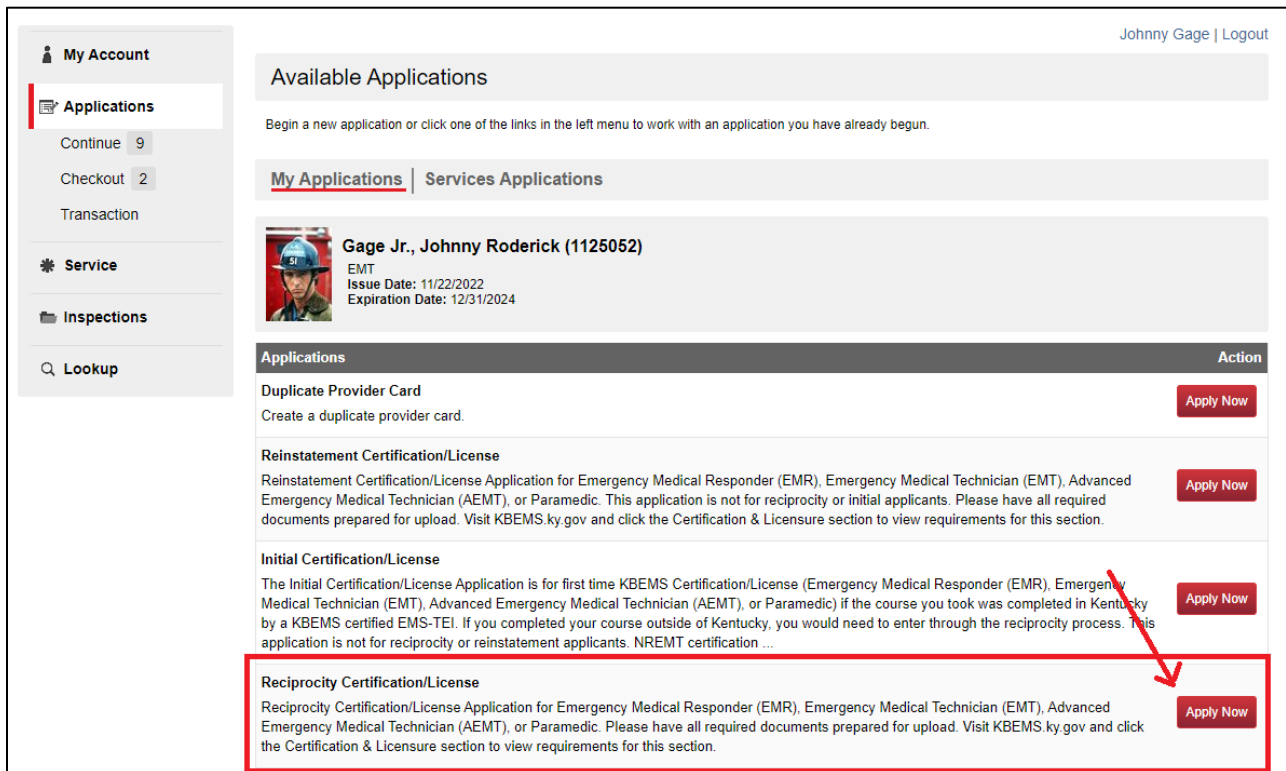 Johnny Gage | Logout
My Account
Applications
Continue 9
Checkout 2
Transaction
Service
Inspections
Lookup
Available Applications
Begin a new application or click one of the links in the left menu to work with an application you have already begun.
My Applications | Services Applications
51
Gage Jr., Johnny Roderick (1125052)
EMT
Issue Date: 11/22/2022
Expiration Date: 12/31/2024
Applications Action
Duplicate Provider Card
Create a duplicate provider card.
Apply Now
Reinstatement Certification/License
Reinstatement Certification/License Application for Emergency Medical Responder (EMR), Emergency Medical Technician (EMT), Advanced
Emergency Medical Technician (AEMT), or Paramedic. This application is not for reciprocity or initial applicants. Please have all required
documents prepared for upload. Visit KBEMS.ky.gov and click the Certification & Licensure section to view requirements for this section.
Apply Now
Initial Certification/License
The Initial Certification/License Application is for first time KBEMS Certification/License (Emergency Medical Responder (EMR), Emergency
Medical Technician (EMT), Advanced Emergency Medical Technician (AEMT), or Paramedic) if the course you took was completed in Kentucky
by a KBEMS certified EMS-TEI. If you completed your course outside of Kentucky, you would need to enter through the reciprocity process. This
application is not for reciprocity or reinstatement applicants. NREMT certification ...
Apply Now
Reciprocity Certification/License
Reciprocity Certification/License Application for Emergency Medical Responder (EMR), Emergency Medical Technician (EMT), Advanced
Emergency Medical Technician (AEMT), or Paramedic. Please have all required documents prepared for upload. Visit KBEMS.ky.gov and click
the Certification & Licensure section to view requirements for this section.
Apply Now